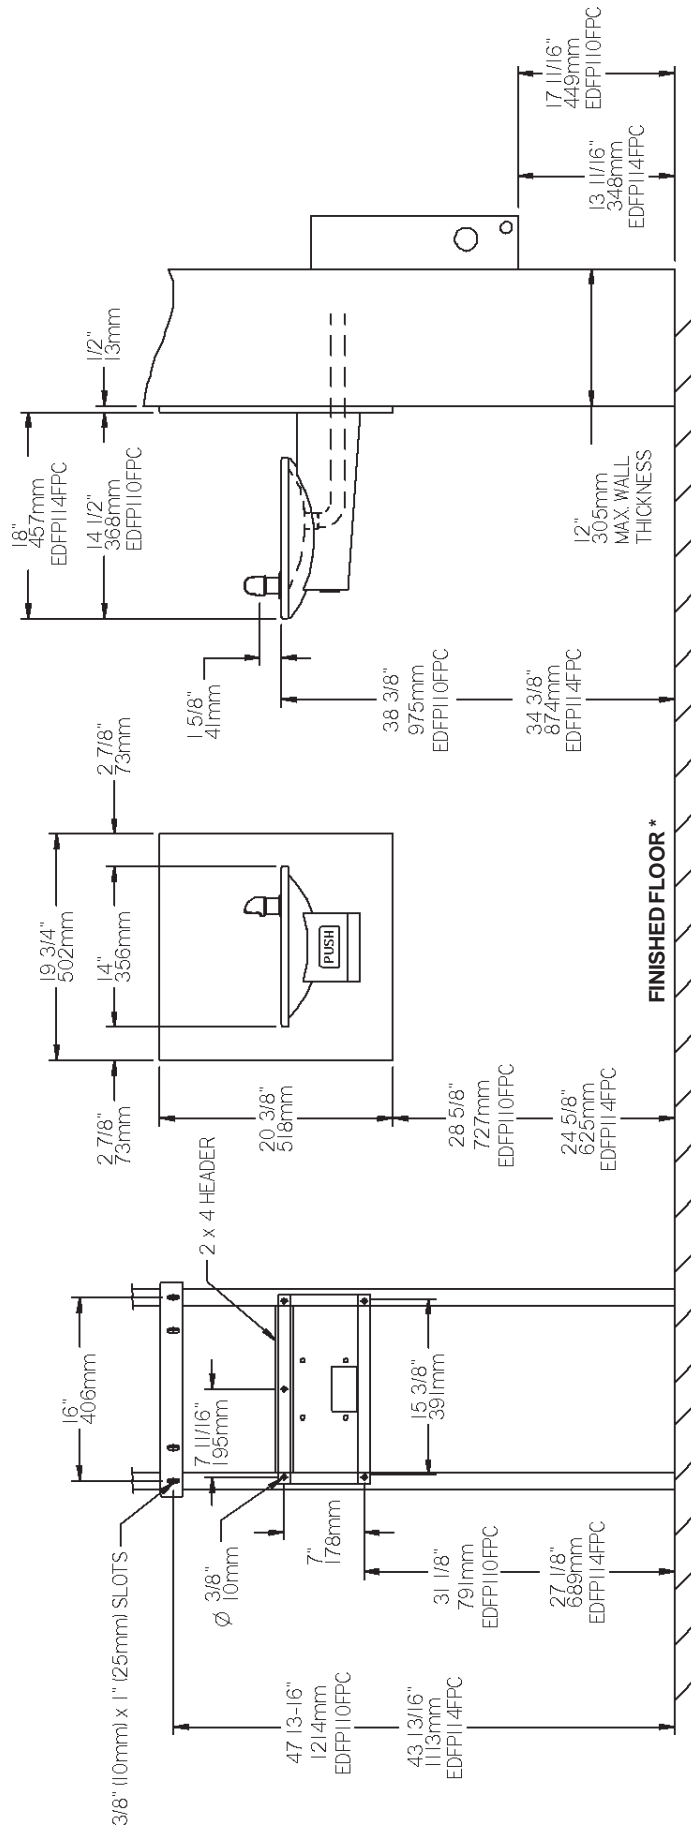 3/8" (10mm) x 1" (25mm) SLOTS
16"
406mm
7 11/16"
195mm
Ø 3/8"
10mm
2 x 4 HEADER
7"
178mm
15 3/8"
391mm
47 13-16"
1214mm
EDFP110FPC
43 13/16"
1113mm
EDFP114FPC
31 1/8"
791mm
EDFP110FPC
27 1/8"
689mm
EDFP114FPC
19 3/4"
502mm
2 7/8"
73mm
2 7/8"
73mm
14"
356mm
PUSH
20 3/8"
518mm
28 5/8"
727mm
EDFP110FPC
24 5/8"
625mm
EDFP114FPC
FINISHED FLOOR *
18"
457mm
EDFP114FPC
14 1/2"
368mm
EDFP110FPC
1/2"
13mm
1 5/8"
41mm
38 3/8"
975mm
EDFP110FPC
34 3/8"
874mm
EDFP114FPC
12"
305mm
MAX. WALL
THICKNESS
17 11/16"
449mm
EDFP110FPC
13 11/16"
348mm
EDFP114FPC